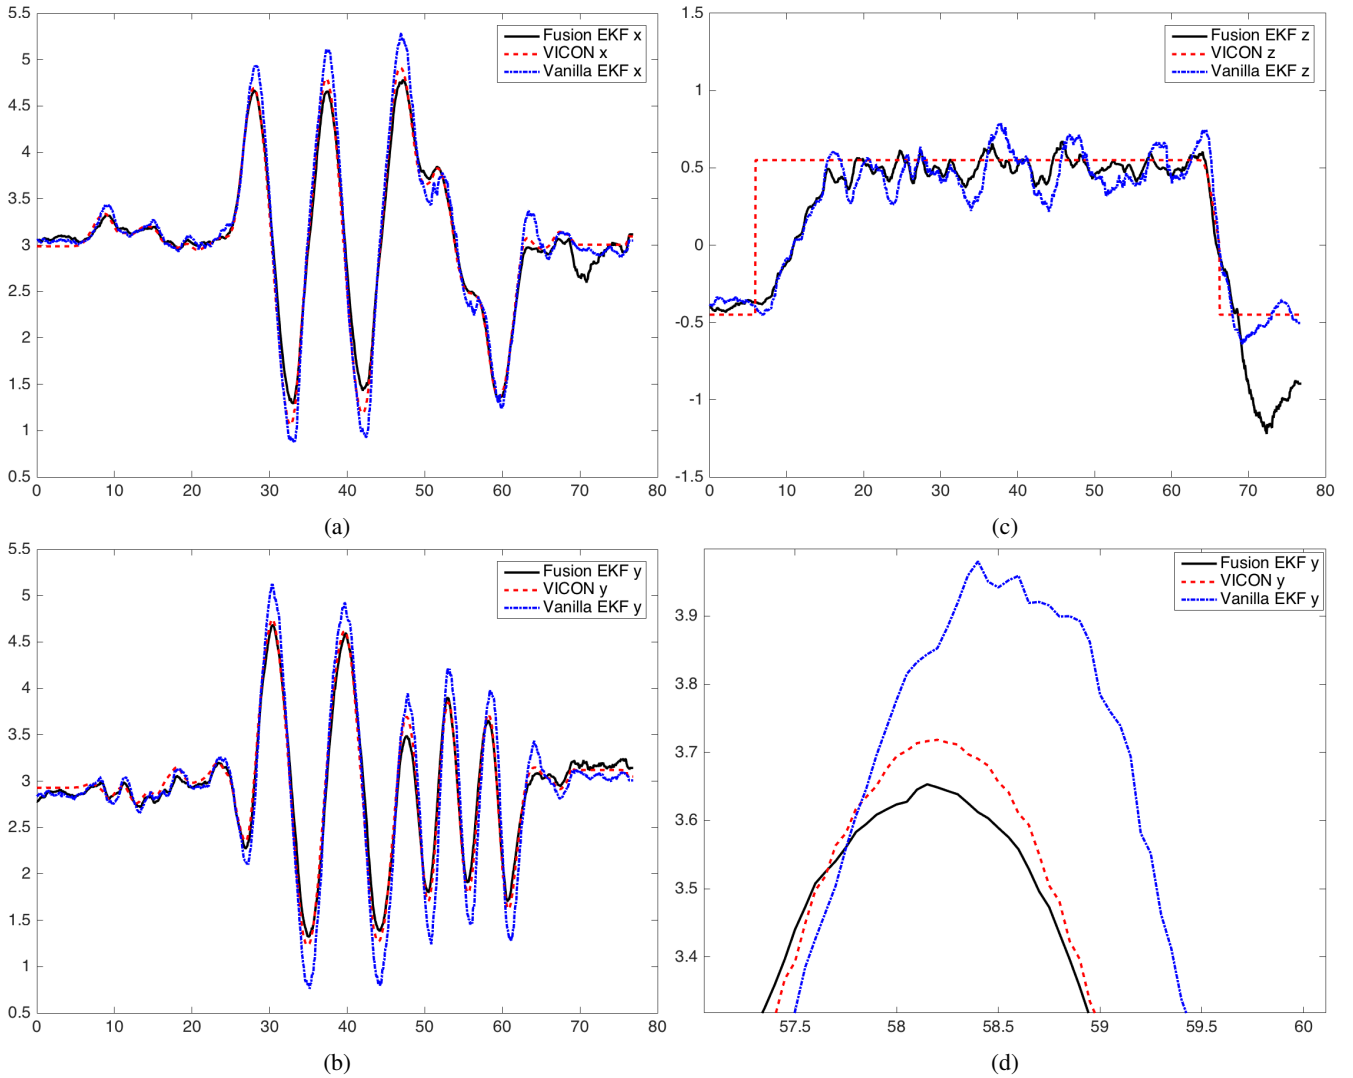 5.5
5
4.5
4
3.5
3
2.5
2
1.5
1
0.5
0 10 20 30 40 50 60 70 80
Fusion EKF x
VICON x
Vanilla EKF x
(a)
1.5
1
0.5
0
-0.5
-1
-1.5
0 10 20 30 40 50 60 70 80
Fusion EKF z
VICON z
Vanilla EKF z
(c)
5.5
5
4.5
4
3.5
3
2.5
2
1.5
1
0.5
0 10 20 30 40 50 60 70 80
Fusion EKF y
VICON y
Vanilla EKF y
(b)
3.9
3.8
3.7
3.6
3.5
3.4
57.5 58 58.5 59 59.5 60
Fusion EKF y
VICON y
Vanilla EKF y
(d)